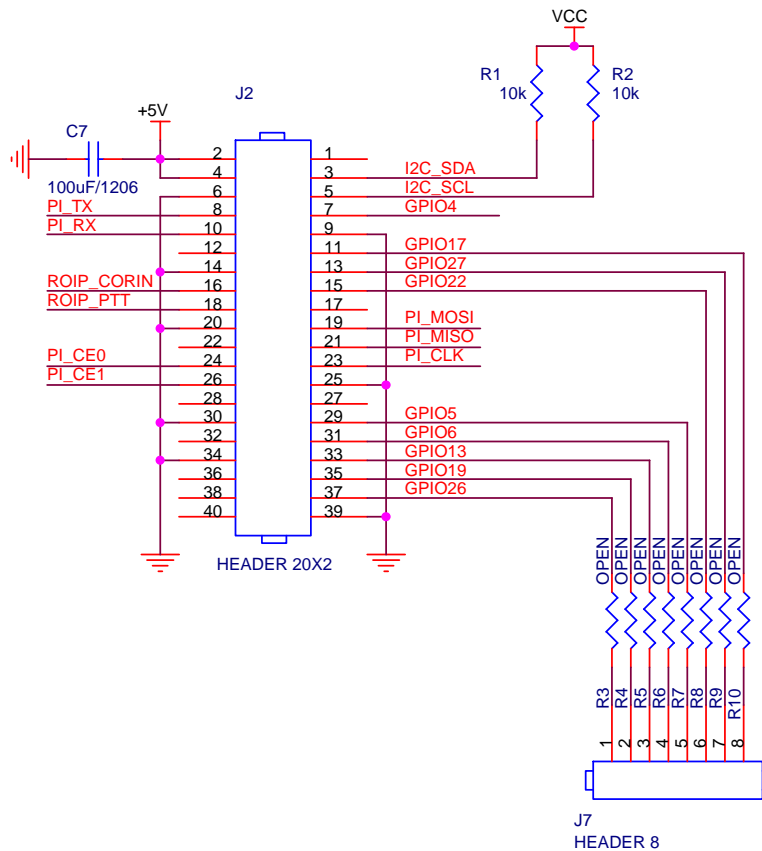 VCC
R1
10k
R2
10k
J2
+5V
C7
100uF/1206
2 1
4 3 I2C_SDA
6 5 I2C_SCL
PI_TX 8 7 GPIO4
PI_RX 10 9
12 11 GPIO17
14 13 GPIO27
ROIP_CORIN 16 15 GPIO22
ROIP_PTT 18 17
20 19 PI_MOSI
22 21 PI_MISO
PI_CE0 24 23 PI_CLK
PI_CE1 26 25
28 27
30 29 GPIO5
32 31 GPIO6
34 33 GPIO13
36 35 GPIO19
38 37 GPIO26
40 39
HEADER 20X2
OPEN OPEN OPEN OPEN OPEN OPEN OPEN OPEN
R3 R4 R5 R6 R7 R8 R9 R10
1 2 3 4 5 6 7 8
J7
HEADER 8